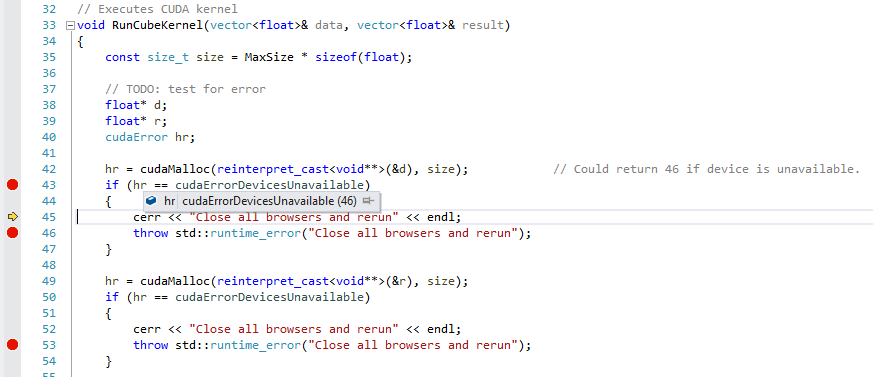 32 // Executes CUDA kernel
33 void RunCubeKernel(vector<float>& data, vector<float>& result)
34 {
35 const size_t size = MaxSize * sizeof(float);
36
37 // TODO: test for error
38 float* d;
39 float* r;
40 cudaError hr;
41
42 hr = cudaMalloc(reinterpret_cast<void**>(&d), size); // Could return 46 if device is unavailable.
43 if (hr == cudaErrorDevicesUnavailable)
44 {
hr cudaErrorDevicesUnavailable (46)
45 cerr << "Close all browsers and rerun" << endl;
46 throw std::runtime_error("Close all browsers and rerun");
47 }
48
49 hr = cudaMalloc(reinterpret_cast<void**>(&r), size);
50 if (hr == cudaErrorDevicesUnavailable)
51 {
52 cerr << "Close all browsers and rerun" << endl;
53 throw std::runtime_error("Close all browsers and rerun");
54 }